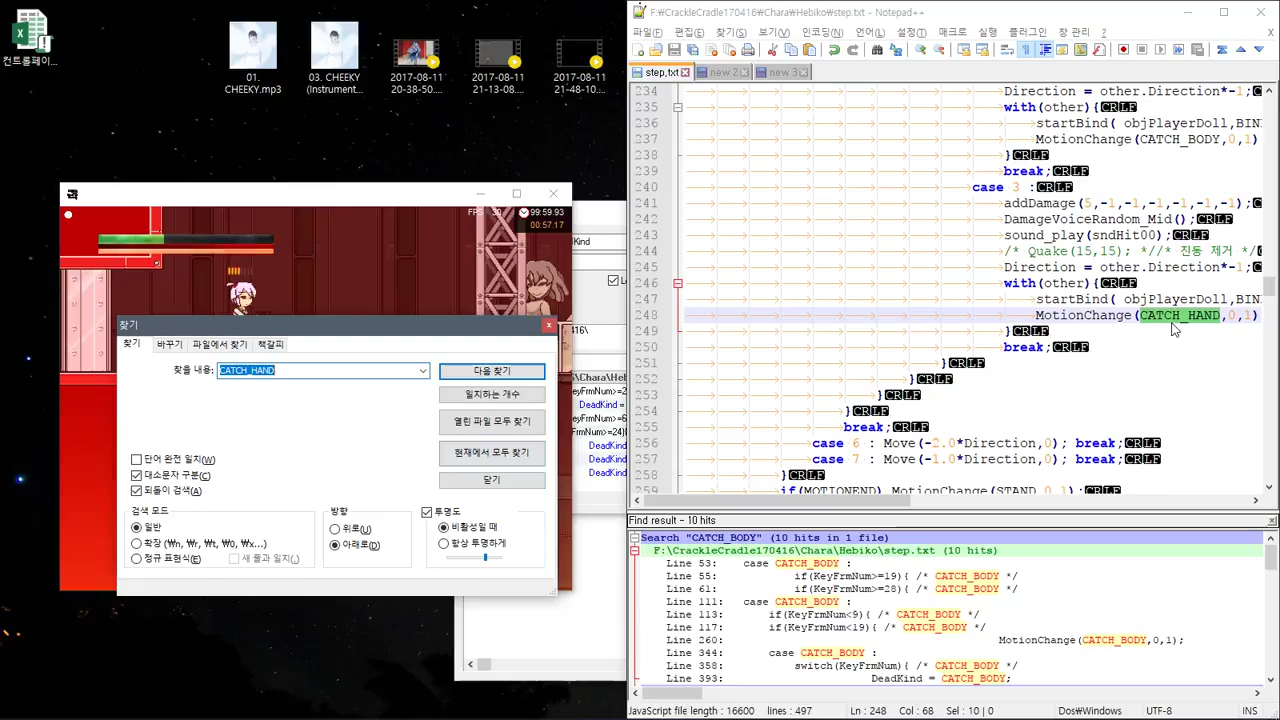 컨트롤페이...
01.
CHEEKY.mp3
03. CHEEKY
(Instrument...
2017-08-11
20-38-50....
2017-08-11
21-13-08....
2017-08-11
21-48-10....
FPS 30 99:59.93
00:57.17
찾기
찾기 바꾸기 파일에서 찾기 책갈피
찾을 내용: CATCH_HAND
다음 찾기
일치하는 개수
열린 파일 모두 찾기
현재에서 모두 찾기
닫기
단어 완전 일치(W)
대소문자 구분(C)
되돌이 검색(A)
검색 모드
일반
확장 (₩n, ₩r, ₩t, ₩0, ₩x...)
정규 표현식(E) 새 줄과 일치(.)
방향
위로(U)
아래로(D)
투명도
비활성일 때
항상 투명하게
F:₩CrackleCradle170416₩Chara₩Hebiko₩step.txt - Notepad++
파일(F) 편집(E) 찾기(S) 보기(V) 인코딩(N) 언어(L) 설정(T) 매크로 실행 플러그인 창 관리 ?
step.txt new 2 new 3
234 Direction = other.Direction*-1;
235 with(other){CRLF
236 startBind( objPlayerDoll,BIN
237 MotionChange(CATCH_BODY,0,1)
238 }CRLF
239 break;CRLF
240 case 3 :CRLF
241 addDamage(5,-1,-1,-1,-1,-1,-1);
242 DamageVoiceRandom_Mid();CRLF
243 sound_play(sndHit00);CRLF
244 /* Quake(15,15); *//* 진동 제거 */
245 Direction = other.Direction*-1;
246 with(other){CRLF
247 startBind( objPlayerDoll,BIN
248 MotionChange(CATCH_HAND,0,1)
249 }CRLF
250 break;CRLF
251 }CRLF
252 }CRLF
253 }CRLF
254 }CRLF
255 break;CRLF
256 case 6 : Move(-2.0*Direction,0); break;CRLF
257 case 7 : Move(-1.0*Direction,0); break;CRLF
258 }CRLF
259 if(MOTIONEND) MotionChange(STAND,0,1);CRLF
Find result - 10 hits
Search "CATCH_BODY" (10 hits in 1 file)
F:₩CrackleCradle170416₩Chara₩Hebiko₩step.txt (10 hits)
Line 53: case CATCH_BODY :
Line 55: if(KeyFrmNum>=19){ /* CATCH_BODY */
Line 61: if(KeyFrmNum>=28){ /* CATCH_BODY */
Line 111: case CATCH_BODY :
Line 113: if(KeyFrmNum<9){ /* CATCH_BODY */
Line 117: if(KeyFrmNum<19){ /* CATCH_BODY */
Line 260: MotionChange(CATCH_BODY,0,1);
Line 344: case CATCH_BODY :
Line 358: switch(KeyFrmNum){ /* CATCH_BODY */
Line 393: DeadKind = CATCH_BODY;
JavaScript file length : 16600 lines : 497 Ln : 248 Col : 68 Sel : 10 | 0 Dos₩Windows UTF-8 INS